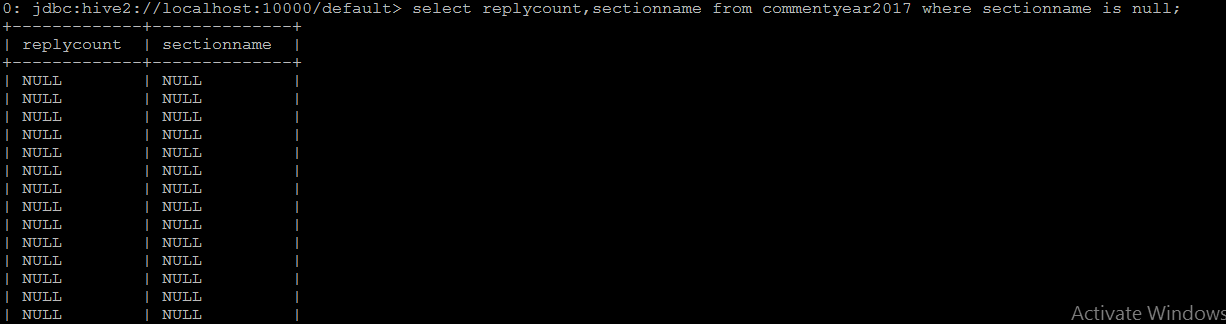 0: jdbc:hive2://localhost:10000/default> select replycount,sectionname from commentyear2017 where sectionname is null;
+-------------+--------------+
| replycount  | sectionname  |
+-------------+--------------+
| NULL        | NULL         |
| NULL        | NULL         |
| NULL        | NULL         |
| NULL        | NULL         |
| NULL        | NULL         |
| NULL        | NULL         |
| NULL        | NULL         |
| NULL        | NULL         |
| NULL        | NULL         |
| NULL        | NULL         |
| NULL        | NULL         |
| NULL        | NULL         |
| NULL        | NULL         |
| NULL        | NULL         |
Activate Windows